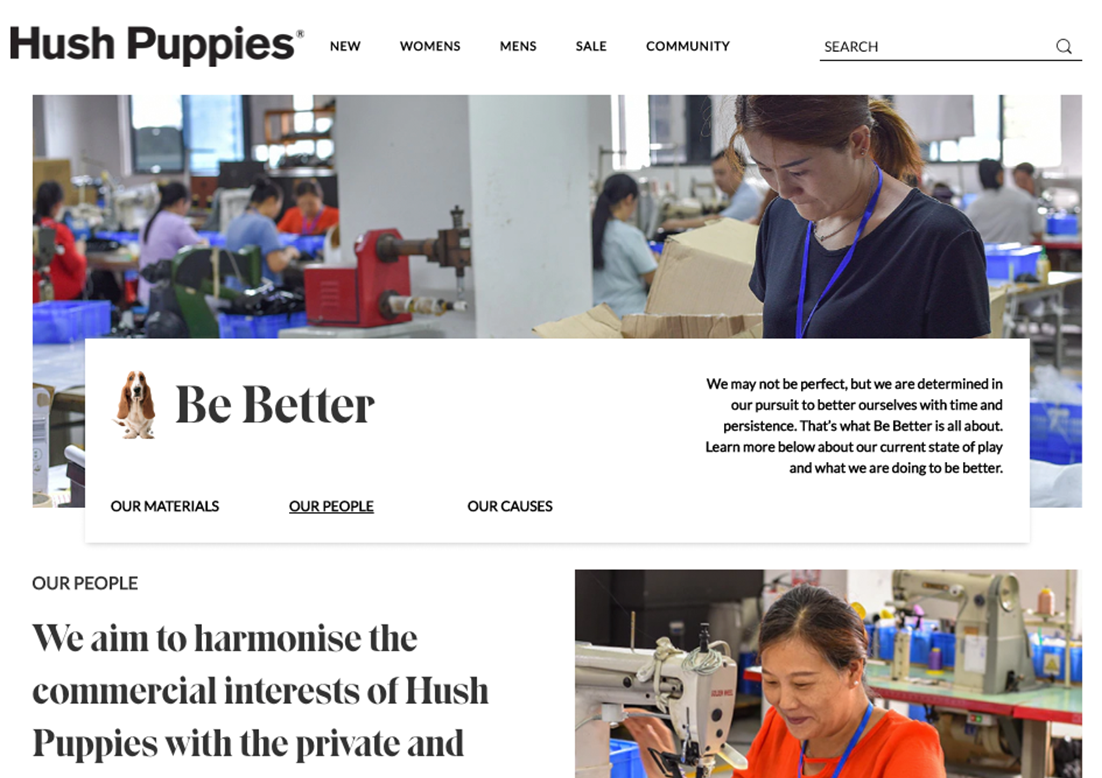 Hush Puppies®
NEW WOMENS MENS SALE COMMUNITY
SEARCH
Be Better
We may not be perfect, but we are determined in
our pursuit to better ourselves with time and
persistence. That's what Be Better is all about.
Learn more below about our current state of play
and what we are doing to be better.
OUR MATERIALS OUR PEOPLE OUR CAUSES
OUR PEOPLE
We aim to harmonise the
commercial interests of Hush
Puppies with the private and